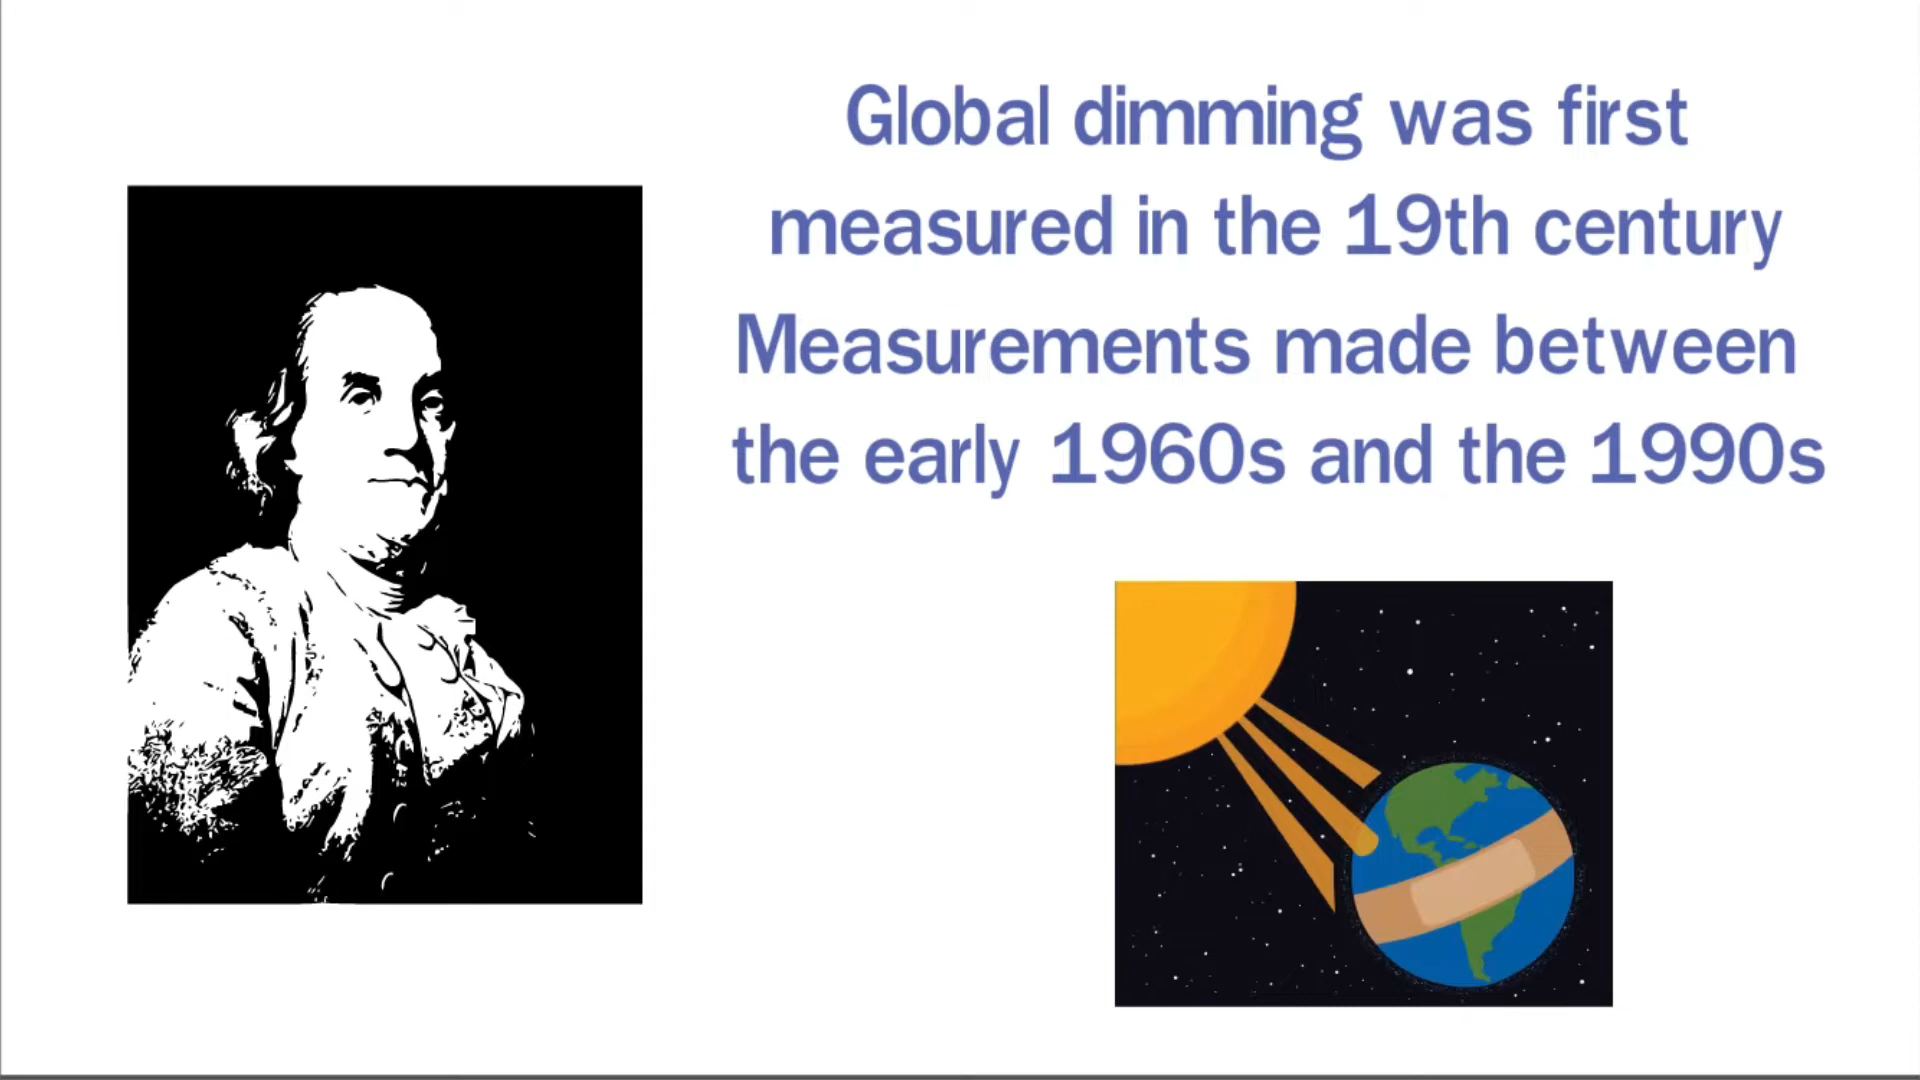 Global dimming was first
measured in the 19th century
Measurements made between
the early 1960s and the 1990s